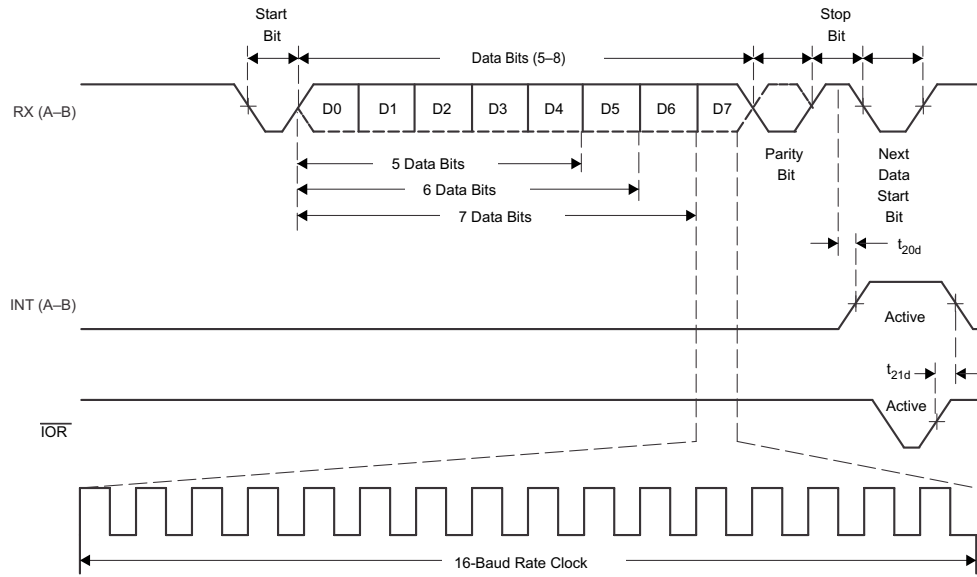 Start
Bit
Data Bits (5–8)
Stop
Bit
RX (A–B)
D0 D1 D2 D3 D4 D5 D6 D7
5 Data Bits
6 Data Bits
7 Data Bits
Parity
Bit
Next
Data
Start
Bit
t20d
INT (A–B)
Active
t21d
Active
IOR
16-Baud Rate Clock